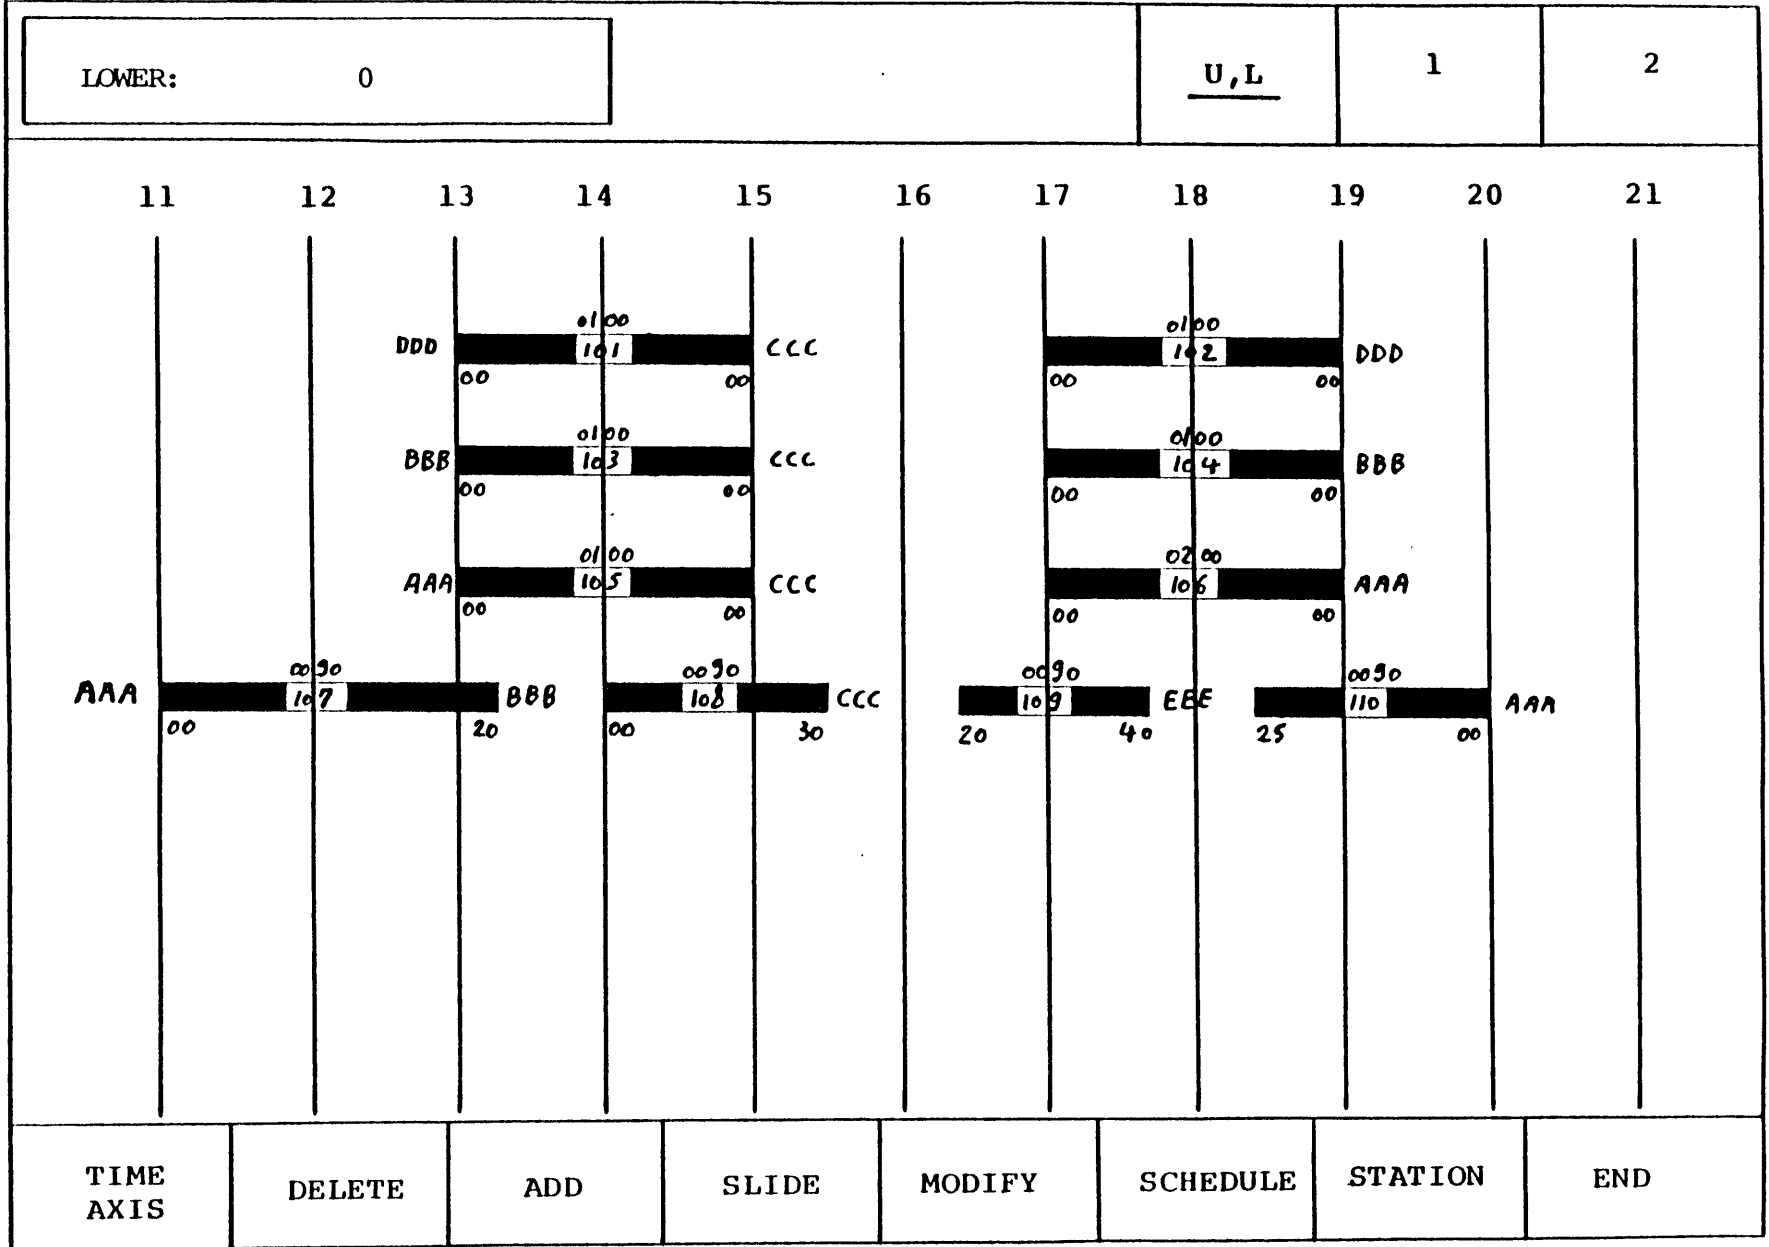 LOWER: 0 U,L 1 2
11 12 13 14 15 16 17 18 19 20 21
0100 0100
DDD 101 CCC 102 DDD
00 00 00 00
0100 0100
BBB 103 CCC 104 BBB
00 00 00 00
0100 0200
AAA 105 CCC 106 AAA
00 00 00 00
0090 0090 0090 0090
AAA 107 BBB 108 CCC 109 EEE 110 AAA
00 20 00 30 20 40 25 00
TIME AXIS DELETE ADD SLIDE MODIFY SCHEDULE STATION END